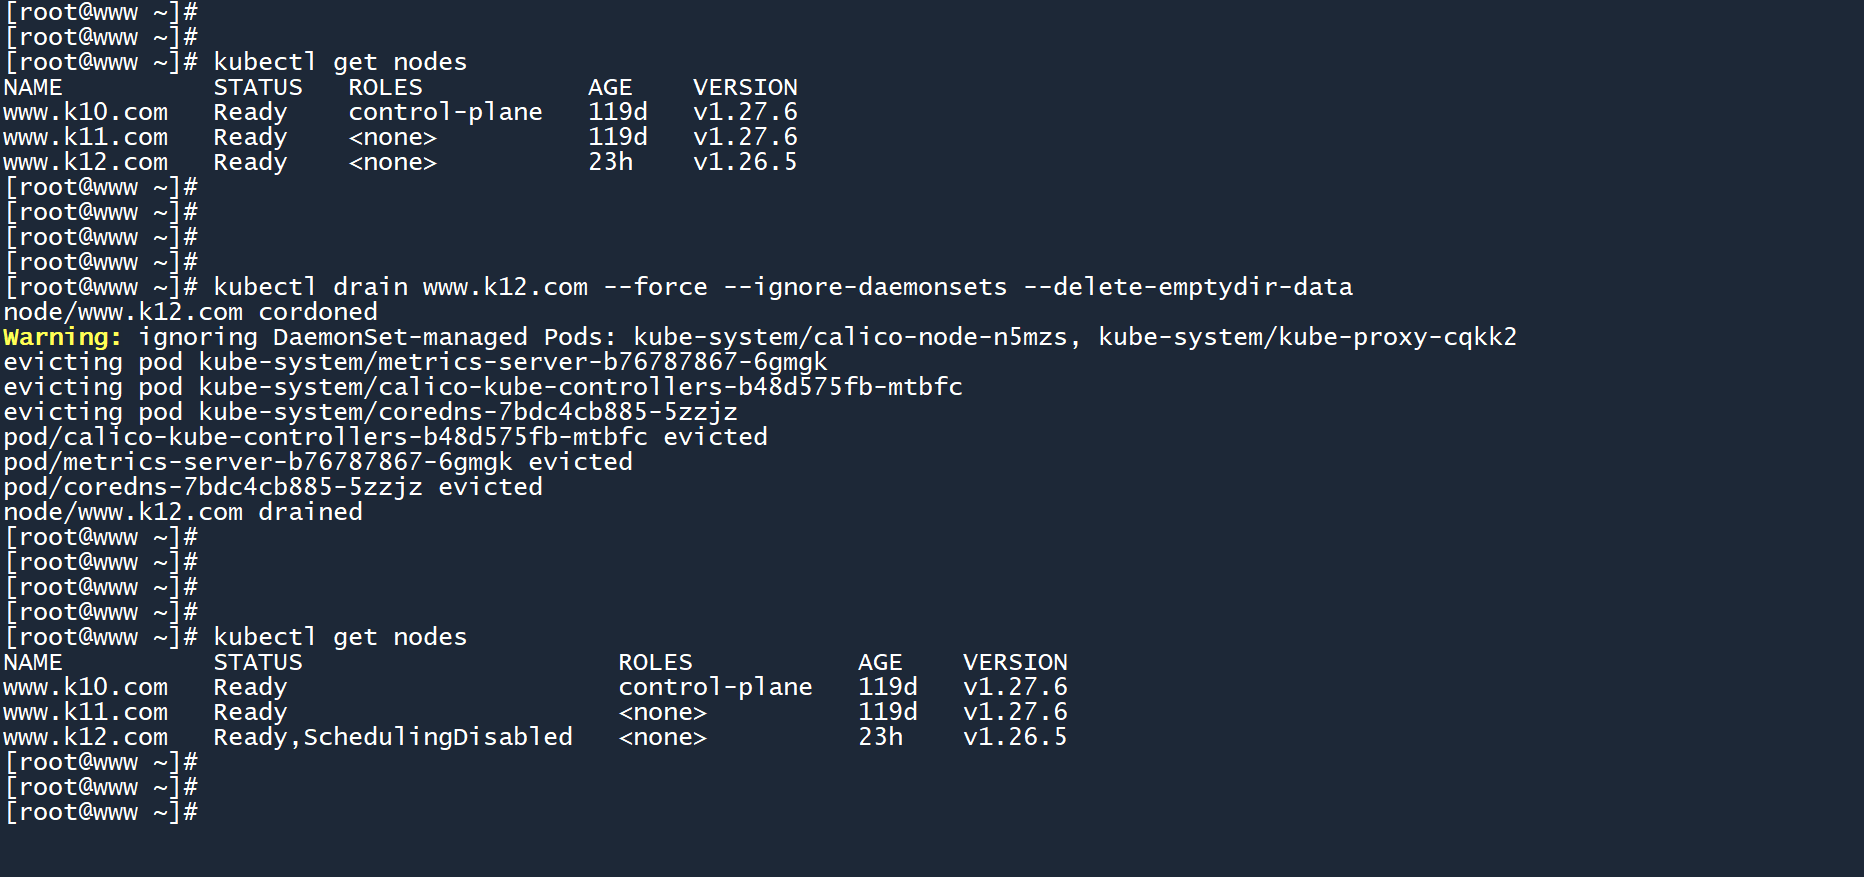 [root@www ~]#
[root@www ~]#
[root@www ~]# kubectl get nodes
NAME          STATUS   ROLES           AGE    VERSION
www.k10.com   Ready    control-plane   119d   v1.27.6
www.k11.com   Ready    <none>          119d   v1.27.6
www.k12.com   Ready    <none>          23h    v1.26.5
[root@www ~]#
[root@www ~]#
[root@www ~]#
[root@www ~]#
[root@www ~]# kubectl drain www.k12.com --force --ignore-daemonsets --delete-emptydir-data
node/www.k12.com cordoned
Warning: ignoring DaemonSet-managed Pods: kube-system/calico-node-n5mzs, kube-system/kube-proxy-cqkk2
evicting pod kube-system/metrics-server-b76787867-6gmgk
evicting pod kube-system/calico-kube-controllers-b48d575fb-mtbfc
evicting pod kube-system/coredns-7bdc4cb885-5zzjz
pod/calico-kube-controllers-b48d575fb-mtbfc evicted
pod/metrics-server-b76787867-6gmgk evicted
pod/coredns-7bdc4cb885-5zzjz evicted
node/www.k12.com drained
[root@www ~]#
[root@www ~]#
[root@www ~]#
[root@www ~]#
[root@www ~]# kubectl get nodes
NAME          STATUS                     ROLES           AGE    VERSION
www.k10.com   Ready                      control-plane   119d   v1.27.6
www.k11.com   Ready                      <none>          119d   v1.27.6
www.k12.com   Ready,SchedulingDisabled   <none>          23h    v1.26.5
[root@www ~]#
[root@www ~]#
[root@www ~]#